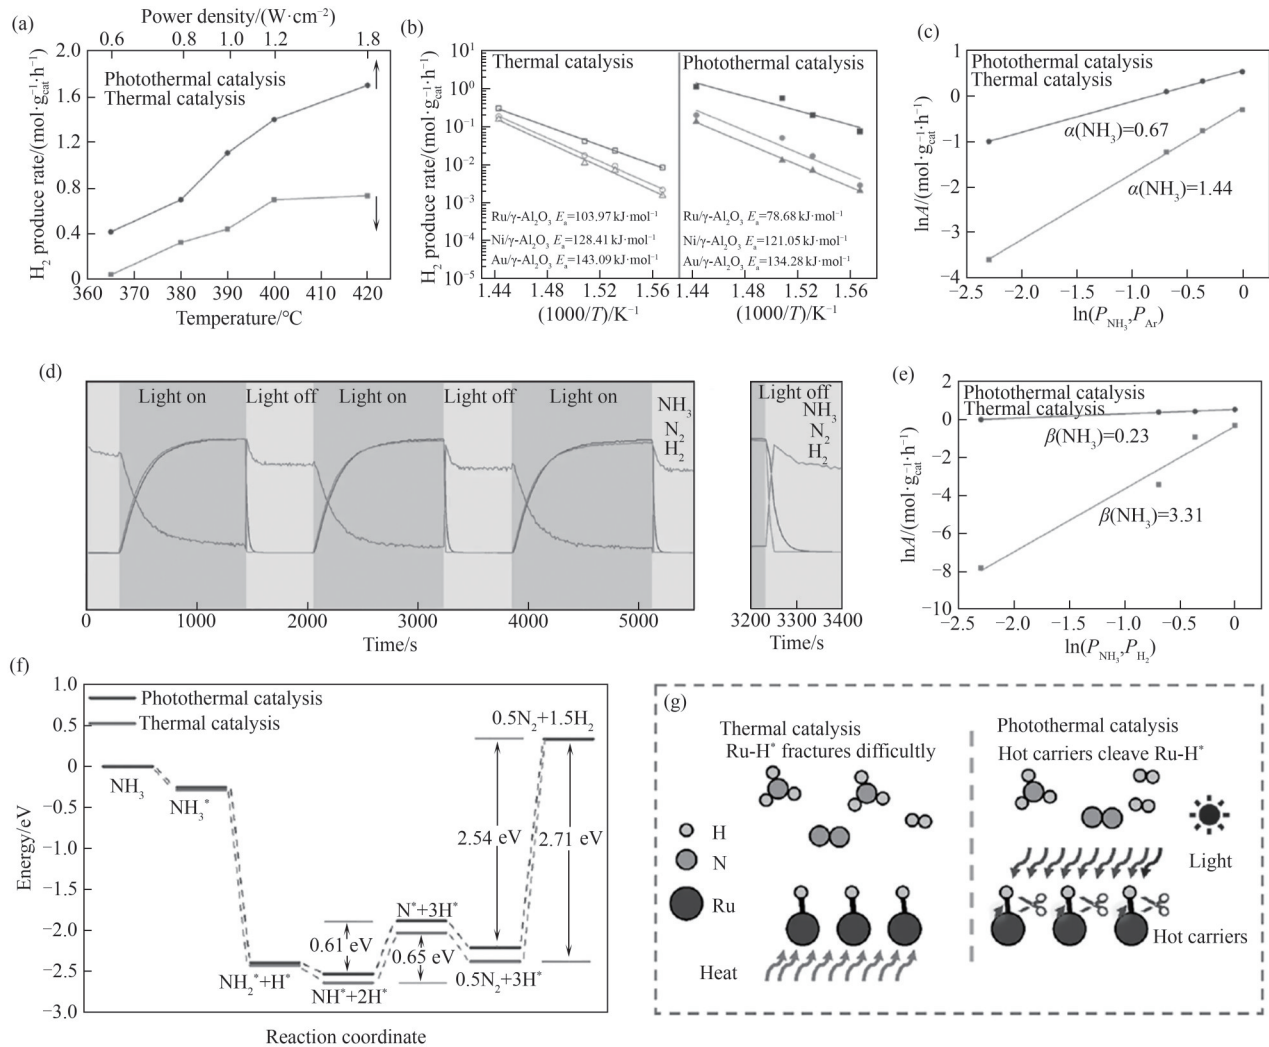 (a)
Power density/(W·cm⁻²)
0.6 0.8 1.0 1.2 1.8
H₂ produce rate/(mol·g⁻¹cat·h⁻¹)
2.0
1.6
1.2
0.8
0.4
0
Photothermal catalysis
Thermal catalysis
360 370 380 390 400 410 420
Temperature/°C
(b)
H₂ produce rate/(mol·g⁻¹cat·h⁻¹)
10¹
10⁰
10⁻¹
10⁻²
10⁻³
10⁻⁴
10⁻⁵
Thermal catalysis
Ru/γ-Al₂O₃ Eₐ=103.97 kJ·mol⁻¹
Ni/γ-Al₂O₃ Eₐ=128.41 kJ·mol⁻¹
Au/γ-Al₂O₃ Eₐ=143.09 kJ·mol⁻¹
1.44 1.48 1.52 1.56
(1000/T)/K⁻¹
Photothermal catalysis
Ru/γ-Al₂O₃ Eₐ=78.68 kJ·mol⁻¹
Ni/γ-Al₂O₃ Eₐ=121.05 kJ·mol⁻¹
Au/γ-Al₂O₃ Eₐ=134.28 kJ·mol⁻¹
1.44 1.48 1.52 1.56
(1000/T)/K⁻¹
(c)
lnA/(mol·g⁻¹cat·h⁻¹)
1
0
−1
−2
−3
−4
Photothermal catalysis
Thermal catalysis
α(NH₃)=0.67
α(NH₃)=1.44
−2.5 −2.0 −1.5 −1.0 −0.5 0
ln(P_NH₃,P_Ar)
(d)
Light on Light off Light on Light off Light on
NH₃
N₂
H₂
0 1000 2000 3000 4000 5000
Time/s
Light off
NH₃
N₂
H₂
3200 3300 3400
Time/s
(e)
lnA/(mol·g⁻¹cat·h⁻¹)
2
0
−2
−4
−6
−8
−10
Photothermal catalysis
Thermal catalysis
β(NH₃)=0.23
β(NH₃)=3.31
−2.5 −2.0 −1.5 −1.0 −0.5 0
ln(P_NH₃,P_H₂)
(f)
Energy/eV
1.0
0.5
0
−0.5
−1.0
−1.5
−2.0
−2.5
−3.0
Photothermal catalysis
Thermal catalysis
NH₃
NH₃*
NH₂*+H*
NH*+2H*
0.61 eV
N*+3H*
0.65 eV
0.5N₂+3H*
2.54 eV
2.71 eV
0.5N₂+1.5H₂
Reaction coordinate
(g)
Thermal catalysis
Ru-H* fractures difficultly
H
N
Ru
Heat
Photothermal catalysis
Hot carriers cleave Ru-H*
Light
Hot carriers